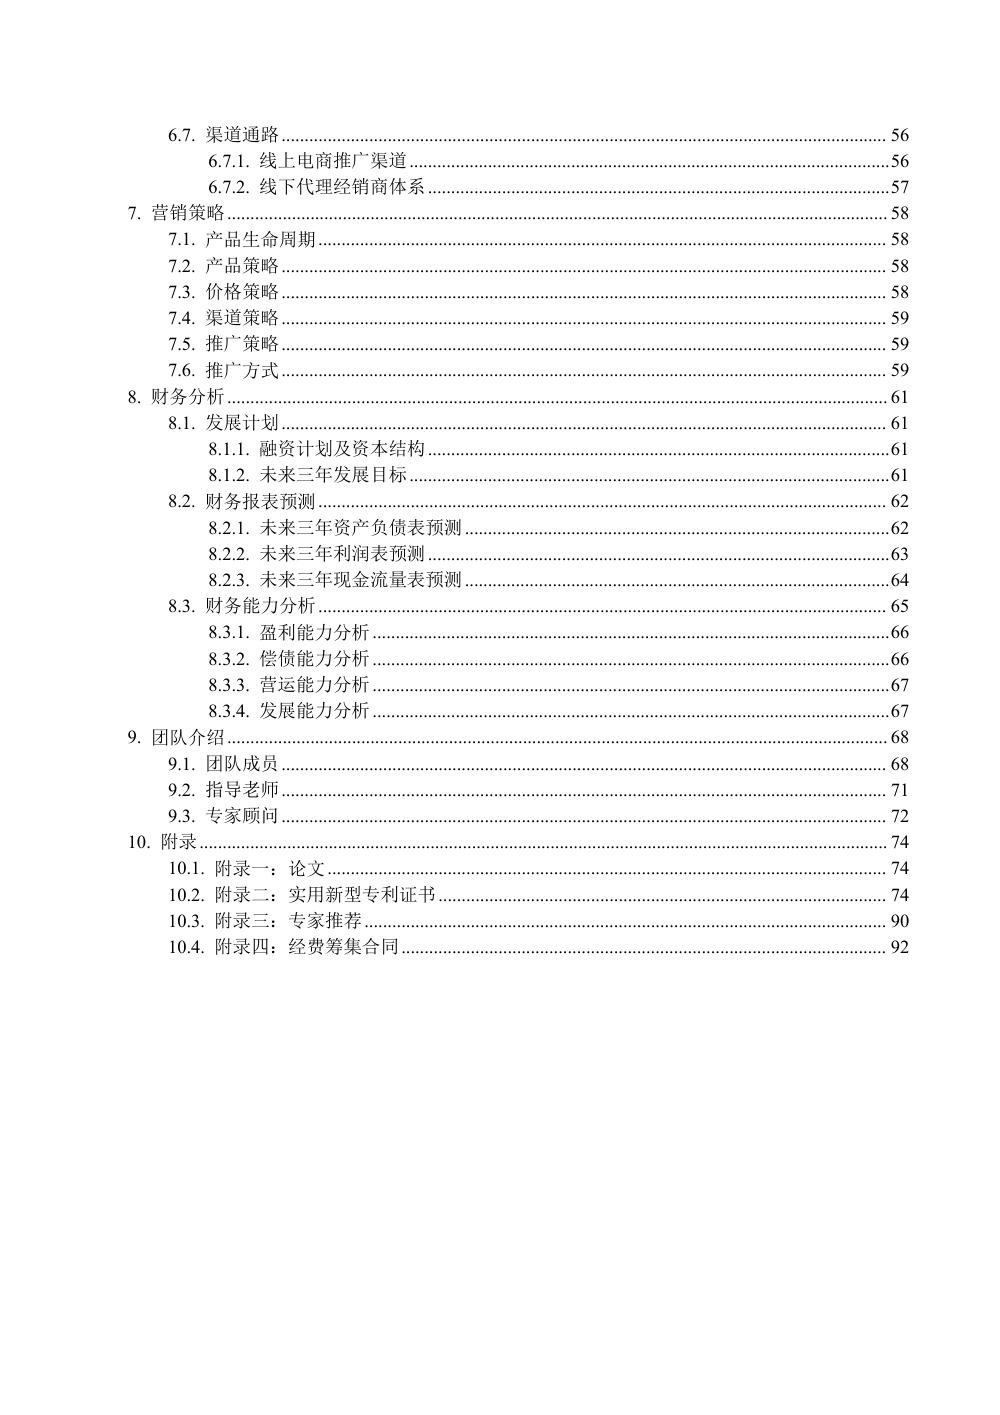 6.7. 渠道通路 56
6.7.1. 线上电商推广渠道 56
6.7.2. 线下代理经销商体系 57
7. 营销策略 58
7.1. 产品生命周期 58
7.2. 产品策略 58
7.3. 价格策略 58
7.4. 渠道策略 59
7.5. 推广策略 59
7.6. 推广方式 59
8. 财务分析 61
8.1. 发展计划 61
8.1.1. 融资计划及资本结构 61
8.1.2. 未来三年发展目标 61
8.2. 财务报表预测 62
8.2.1. 未来三年资产负债表预测 62
8.2.2. 未来三年利润表预测 63
8.2.3. 未来三年现金流量表预测 64
8.3. 财务能力分析 65
8.3.1. 盈利能力分析 66
8.3.2. 偿债能力分析 66
8.3.3. 营运能力分析 67
8.3.4. 发展能力分析 67
9. 团队介绍 68
9.1. 团队成员 68
9.2. 指导老师 71
9.3. 专家顾问 72
10. 附录 74
10.1. 附录一：论文 74
10.2. 附录二：实用新型专利证书 74
10.3. 附录三：专家推荐 90
10.4. 附录四：经费筹集合同 92